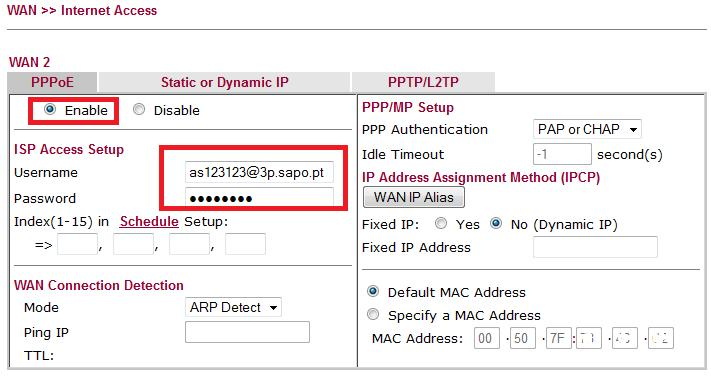 WAN >> Internet Access
WAN 2
PPPoE Static or Dynamic IP PPTP/L2TP
Enable Disable
ISP Access Setup
Username as123123@3p.sapo.pt
Password ••••••••
Index(1-15) in Schedule Setup:
=> , , ,
WAN Connection Detection
Mode ARP Detect
Ping IP
TTL:
PPP/MP Setup
PPP Authentication PAP or CHAP
Idle Timeout -1 second(s)
IP Address Assignment Method (IPCP)
WAN IP Alias
Fixed IP: Yes No (Dynamic IP)
Fixed IP Address
Default MAC Address
Specify a MAC Address
MAC Address: 00 · 50 · 7F :